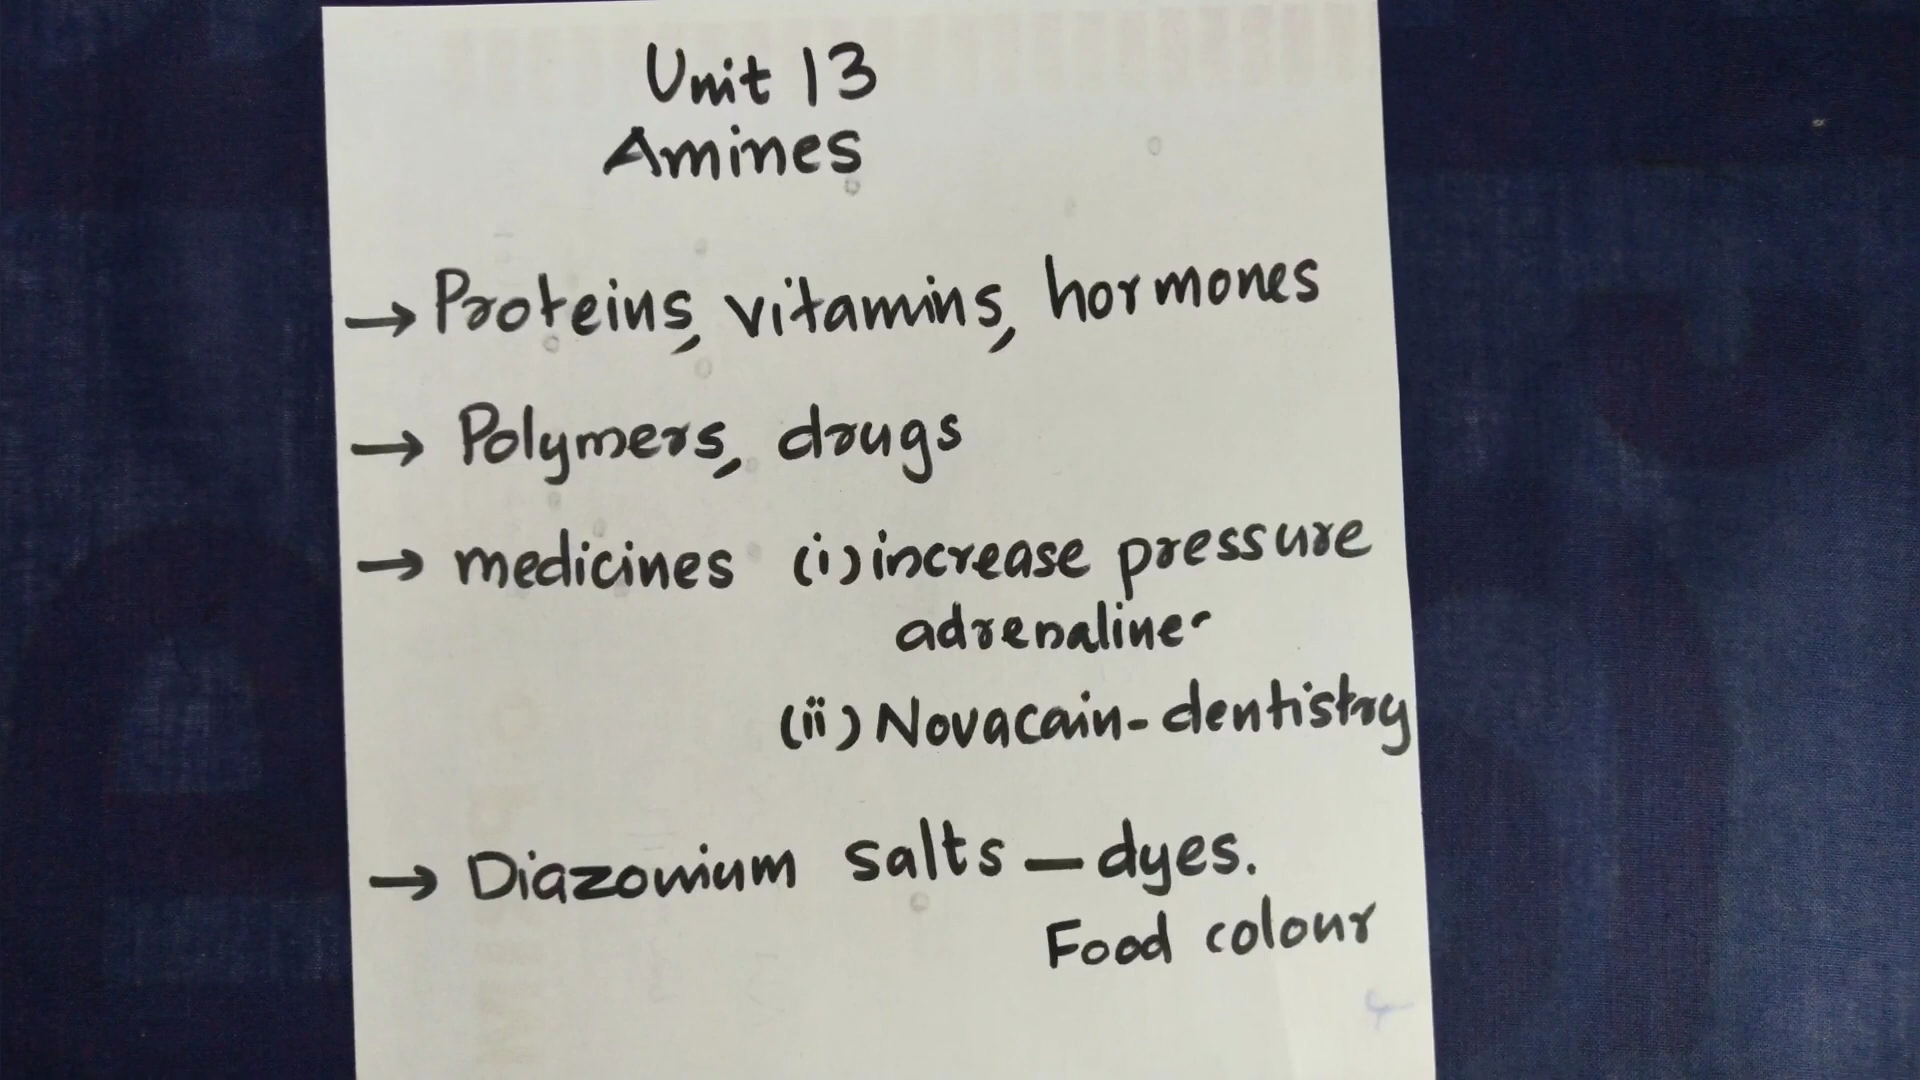 Unit 13
Amines
→ Proteins, vitamins, hormones
→ Polymers, drugs
→ medicines (i) increase pressure
adrenaline-
(ii) Novacain - dentistry
→ Diazonium salts — dyes.
Food colour